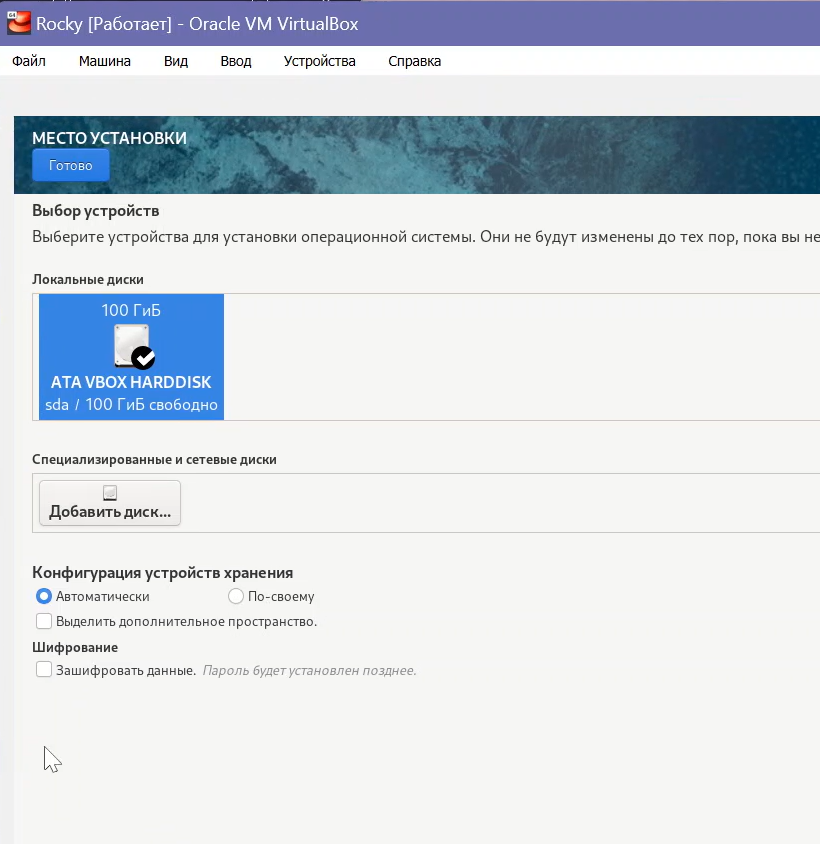 64
Rocky [Работает] - Oracle VM VirtualBox
Файл Машина Вид Ввод Устройства Справка
МЕСТО УСТАНОВКИ
Готово
Выбор устройств
Выберите устройства для установки операционной системы. Они не будут изменены до тех пор, пока вы не
Локальные диски
100 ГиБ
ATA VBOX HARDDISK
sda / 100 ГиБ свободно
Специализированные и сетевые диски
Добавить диск...
Конфигурация устройств хранения
Автоматически По-своему
Выделить дополнительное пространство.
Шифрование
Зашифровать данные. Пароль будет установлен позднее.